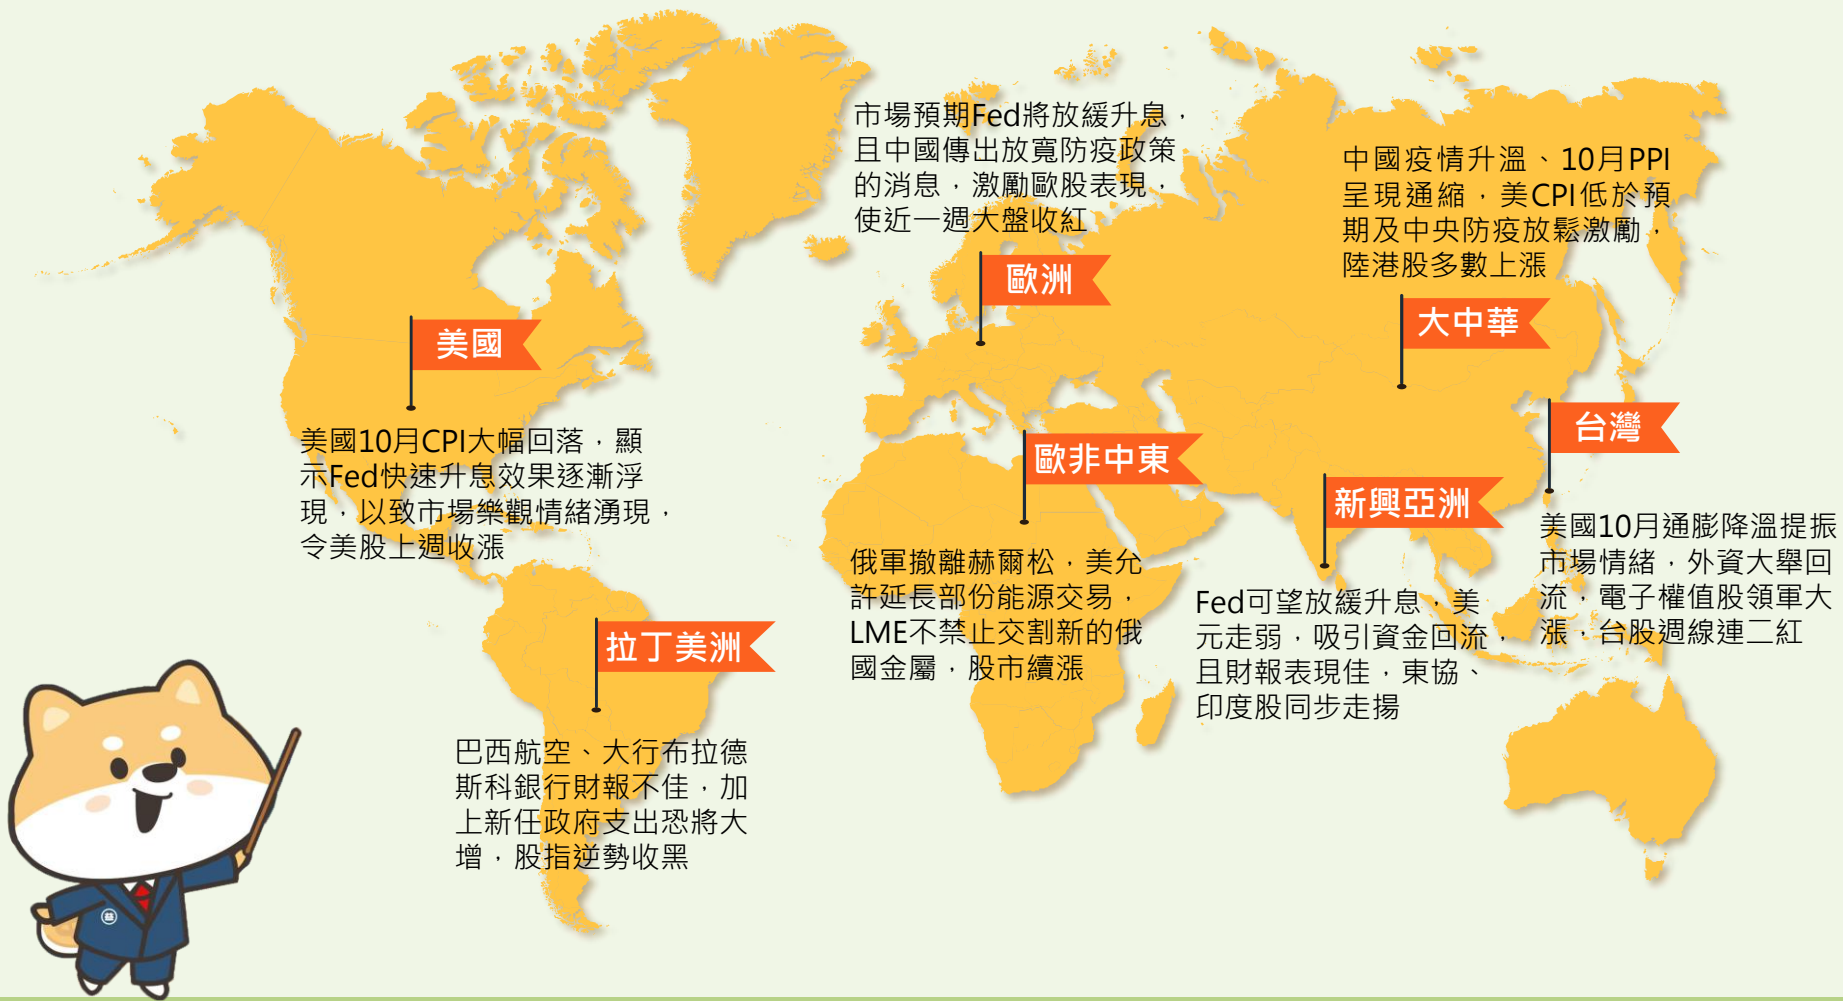 市場預期Fed將放緩升息，
且中國傳出放寬防疫政策
的消息，激勵歐股表現，
使近一週大盤收紅
歐洲
中國疫情升溫、10月PPI
呈現通縮，美CPI低於預
期及中央防疫放鬆激勵，
陸港股多數上漲
大中華
美國
美國10月CPI大幅回落，顯
示Fed快速升息效果逐漸浮
現，以致市場樂觀情緒湧現，
令美股上週收漲
台灣
美國10月通膨降溫提振
市場情緒，外資大舉回
流，電子權值股領軍大
漲，台股週線連二紅
歐非中東
俄軍撤離赫爾松，美允
許延長部份能源交易，
LME不禁止交割新的俄
國金屬，股市續漲
新興亞洲
Fed可望放緩升息，美
元走弱，吸引資金回流，
且財報表現佳，東協、
印度股同步走揚
拉丁美洲
巴西航空、大行布拉德
斯科銀行財報不佳，加
上新任政府支出恐將大
增，股指逆勢收黑